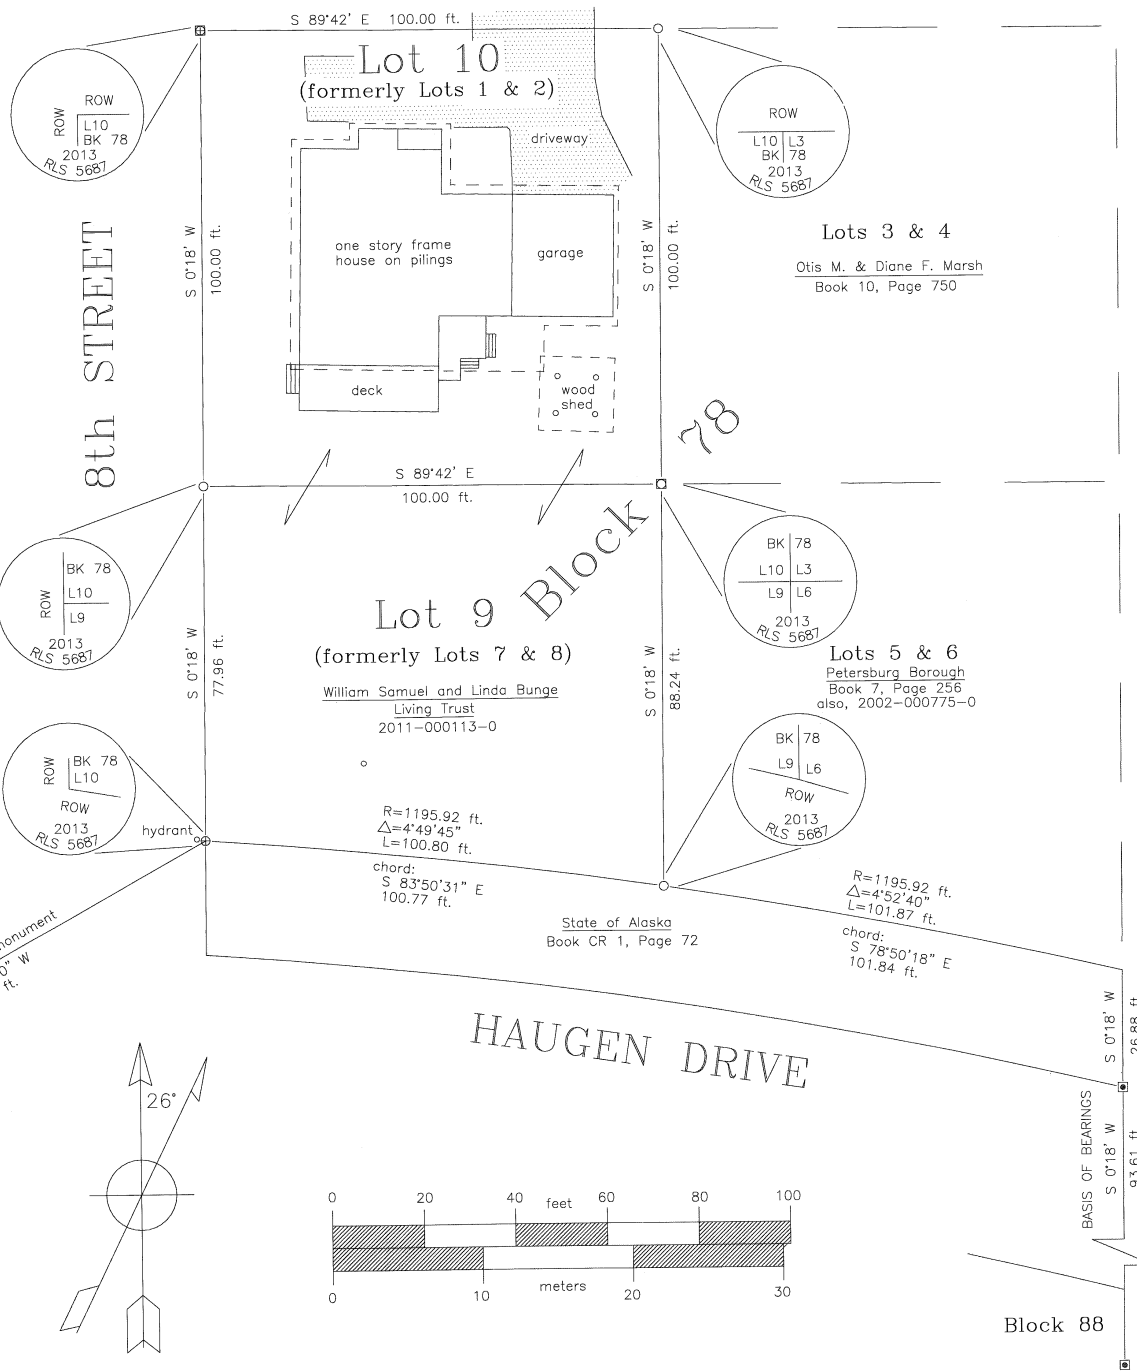 S 89°42' E 100.00 ft.
Lot 10
(formerly Lots 1 & 2)
driveway
ROW
ROW
L10
BK 78
2013
RLS 5687
ROW
L10 L3
BK 78
2013
RLS 5687
8th STREET
S 0°18' W
100.00 ft.
one story frame
house on pilings
garage
S 0°18' W
100.00 ft.
Lots 3 & 4
Otis M. & Diane F. Marsh
Book 10, Page 750
deck
wood
shed
Block 78
S 89°42' E
100.00 ft.
ROW
BK 78
L10
L9
2013
RLS 5687
BK 78
L10 L3
L9 L6
2013
RLS 5687
S 0°18' W
77.96 ft.
Lot 9
(formerly Lots 7 & 8)
William Samuel and Linda Bunge
Living Trust
2011-000113-0
S 0°18' W
88.24 ft.
Lots 5 & 6
Petersburg Borough
Book 7, Page 256
also, 2002-000775-0
ROW
BK 78
L10
ROW
2013
RLS 5687
hydrant
BK 78
L9 L6
ROW
2013
RLS 5687
R=1195.92 ft.
△=4°49'45"
L=100.80 ft.
chord:
S 83°50'31" E
100.77 ft.
R=1195.92 ft.
△=4°52'40"
L=101.87 ft.
chord:
S 78°50'18" E
101.84 ft.
State of Alaska
Book CR 1, Page 72
0" W
ft.
HAUGEN DRIVE
S 0°18' W
26.88 ft
BASIS OF BEARINGS
S 0°18' W
93.61 ft
26°
0 20 40 feet 60 80 100
0 10 meters 20 30
Block 88